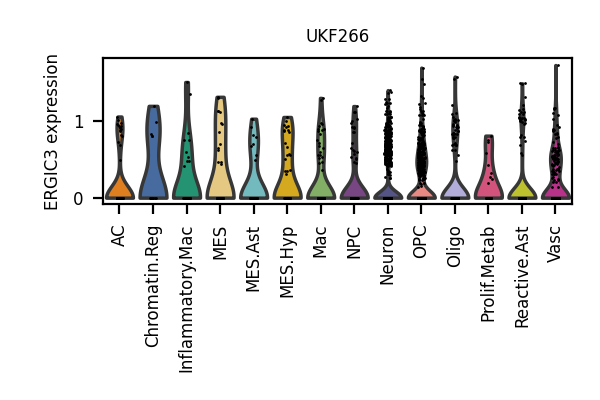 UKF266
ERGIC3 expression
1
0
AC
Chromatin.Reg
Inflammatory.Mac
MES
MES.Ast
MES.Hyp
Mac
NPC
Neuron
OPC
Oligo
Prolif.Metab
Reactive.Ast
Vasc